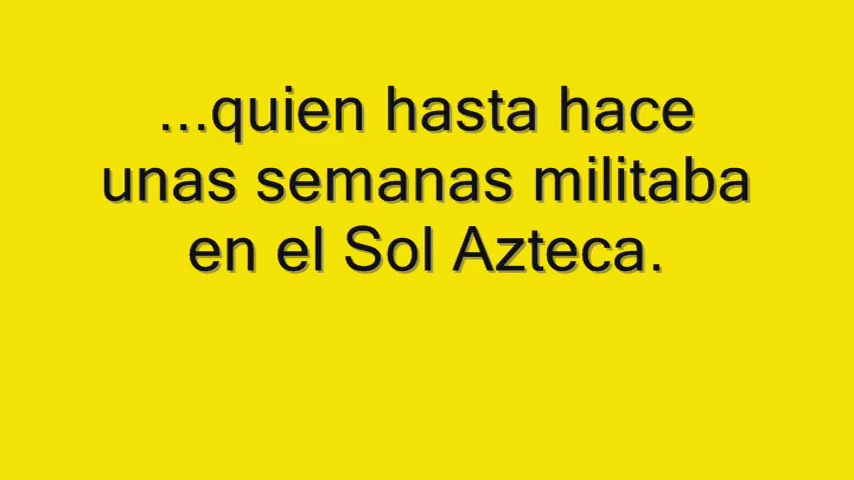 ...quien hasta hace
unas semanas militaba
en el Sol Azteca.